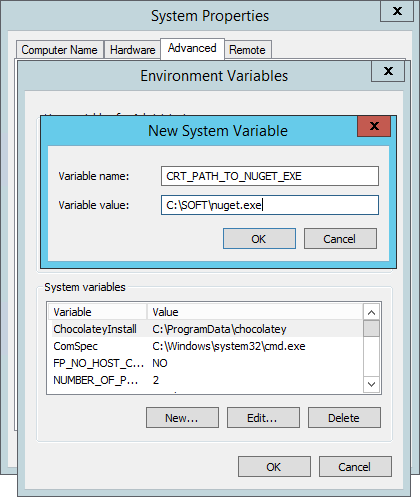 System Properties
X
Computer Name Hardware Advanced Remote
Environment Variables
X
New System Variable
X
Variable name: CRT_PATH_TO_NUGET_EXE
Variable value: C:\SOFT\nuget.exe
OK Cancel
System variables
Variable Value
ChocolateyInstall C:\ProgramData\chocolatey
ComSpec C:\Windows\system32\cmd.exe
FP_NO_HOST_C... NO
NUMBER_OF_P... 2
New... Edit... Delete
OK Cancel